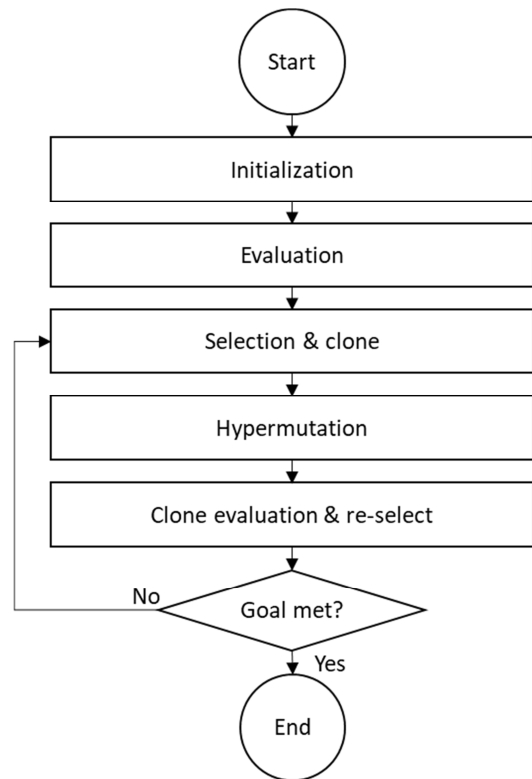 Start
Initialization
Evaluation
Selection & clone
Hypermutation
Clone evaluation & re-select
No
Goal met?
Yes
End